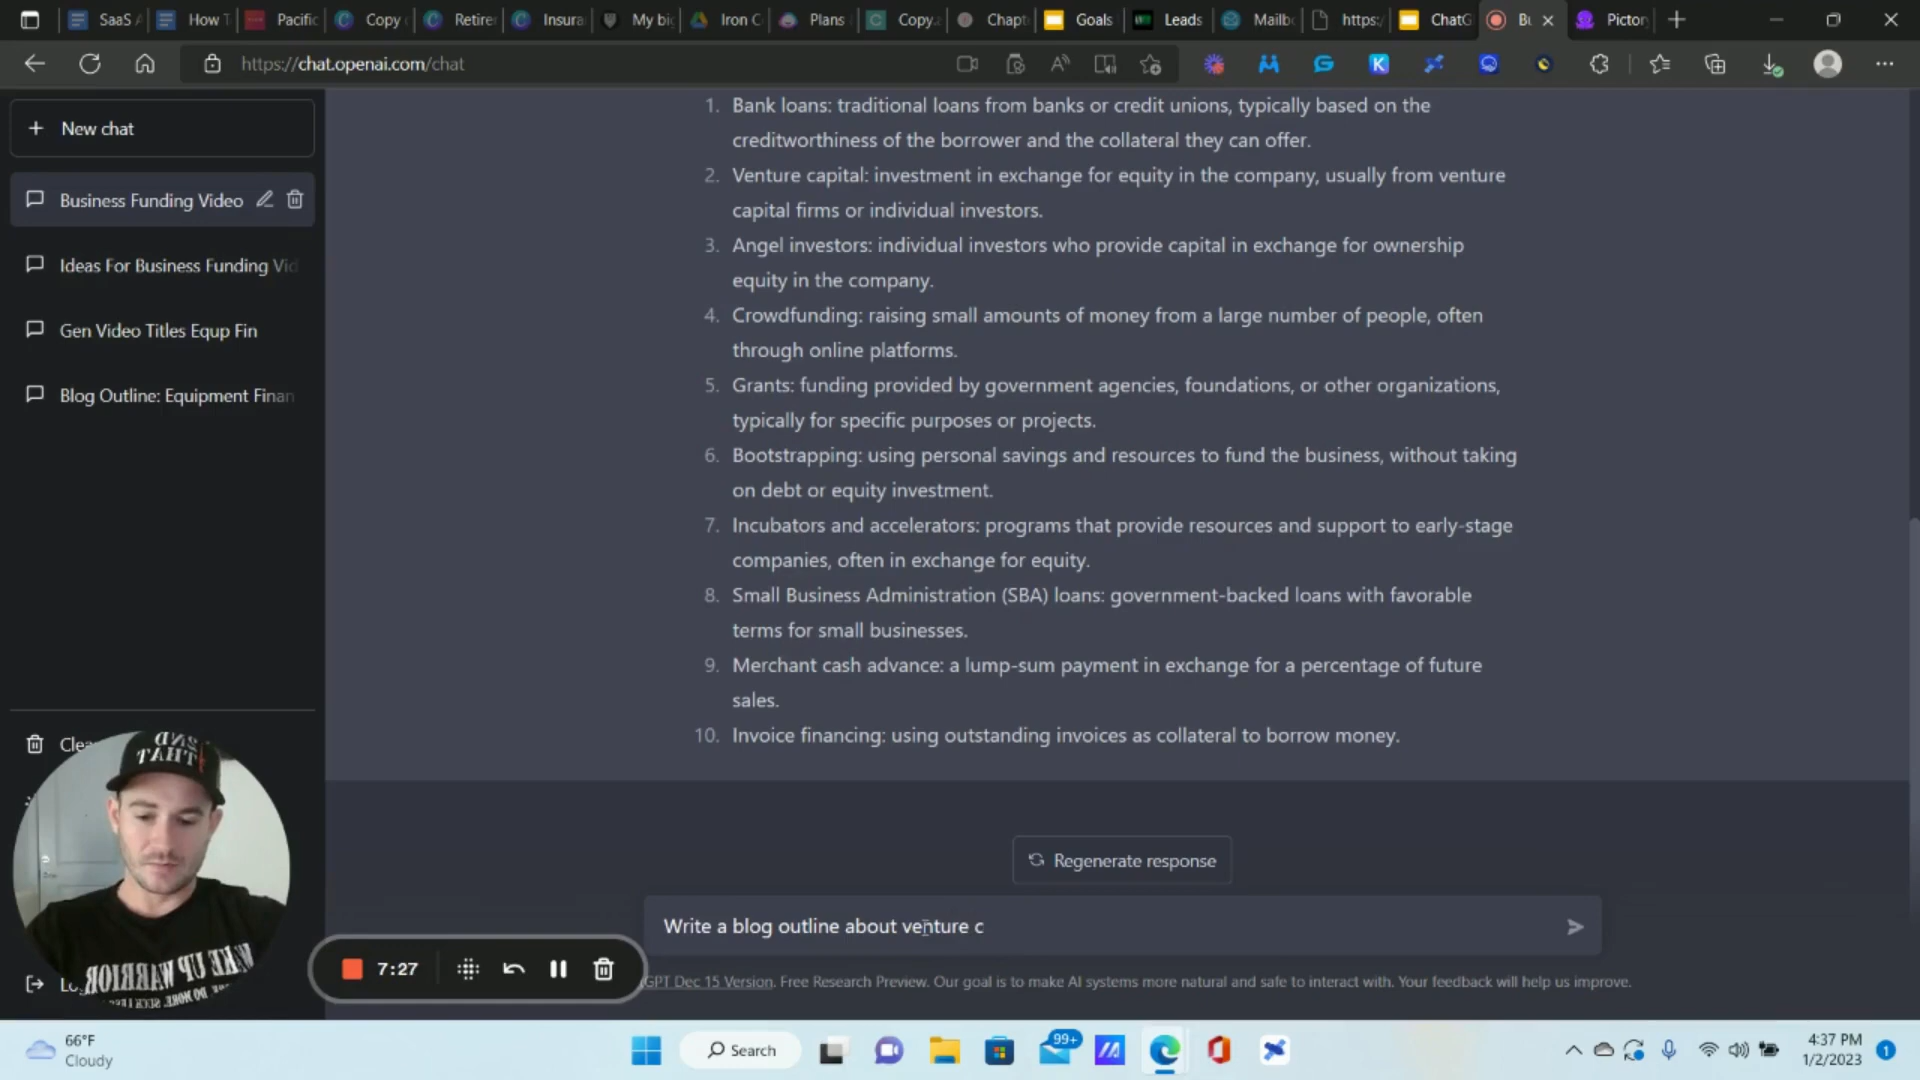 SaaS A
How T
Pacific
Copy
Retire
Insura
My bi
Iron C
Plans
Copy.a
Chapt
Goals
Leads
Mailb
https:/
ChatG
Bu
Pictor
https://chat.openai.com/chat
New chat
Business Funding Video
Ideas For Business Funding Vid
Gen Video Titles Equp Fin
Blog Outline: Equipment Finan
1. Bank loans: traditional loans from banks or credit unions, typically based on the
creditworthiness of the borrower and the collateral they can offer.
2. Venture capital: investment in exchange for equity in the company, usually from venture
capital firms or individual investors.
3. Angel investors: individual investors who provide capital in exchange for ownership
equity in the company.
4. Crowdfunding: raising small amounts of money from a large number of people, often
through online platforms.
5. Grants: funding provided by government agencies, foundations, or other organizations,
typically for specific purposes or projects.
6. Bootstrapping: using personal savings and resources to fund the business, without taking
on debt or equity investment.
7. Incubators and accelerators: programs that provide resources and support to early-stage
companies, often in exchange for equity.
8. Small Business Administration (SBA) loans: government-backed loans with favorable
terms for small businesses.
9. Merchant cash advance: a lump-sum payment in exchange for a percentage of future
sales.
10. Invoice financing: using outstanding invoices as collateral to borrow money.
Clea
2ND
THAT
WAKE UP WARRIOR
Regenerate response
Write a blog outline about venture c
7:27
GPT Dec 15 Version. Free Research Preview. Our goal is to make AI systems more natural and safe to interact with. Your feedback will help us improve.
66°F
Cloudy
Search
99+
4:37 PM
1/2/2023
1